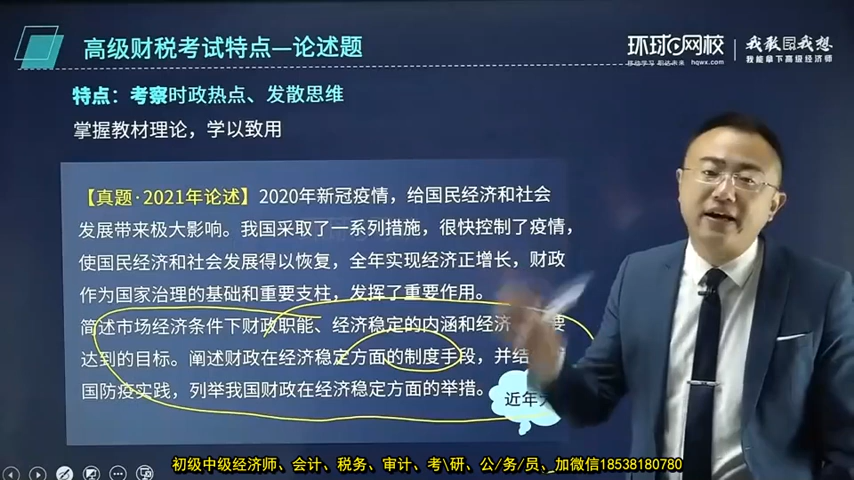 高级财税考试特点—论述题
环球网校
移动学习 职达未来 hqwx.com
我敢因我想
我能拿下高级经济师
特点：考察时政热点、发散思维
掌握教材理论，学以致用
【真题·2021年论述】2020年新冠疫情，给国民经济和社会
发展带来极大影响。我国采取了一系列措施，很快控制了疫情，
使国民经济和社会发展得以恢复，全年实现经济正增长，财政
作为国家治理的基础和重要支柱，发挥了重要作用。
简述市场经济条件下财政职能、经济稳定的内涵和经济 要
达到的目标。阐述财政在经济稳定方面的制度手段，并结
国防疫实践，列举我国财政在经济稳定方面的举措。
近年
初级中级经济师、会计、税务、审计、考\研、公/务/员、加微信18538180780